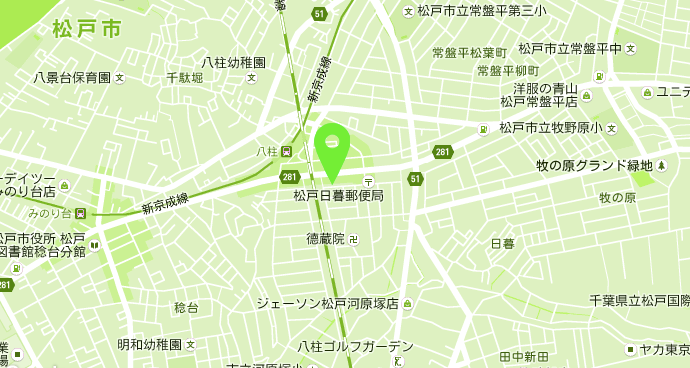 松戸市立常盤平第三小
51
松戸市
八柱幼稚園
新京成線
常盤平松葉町
松戸市立常盤平中
八景台保育園
千駄堀
常盤平柳町
洋服の青山
松戸常盤平店
ユニデ
松戸市立牧野原小
八柱
281
牧の原グランド緑地
ーデイツー
みのり台店
281
51
松戸日暮郵便局
牧の原
新京成線
みのり台
松戸市役所 松戸
図書館稔台分館
徳蔵院
日暮
281
稔台
ジェーソン松戸河原塚店
千葉県立松戸国際
明和幼稚園
八柱ゴルフガーデン
ヤカ東京
田中新田